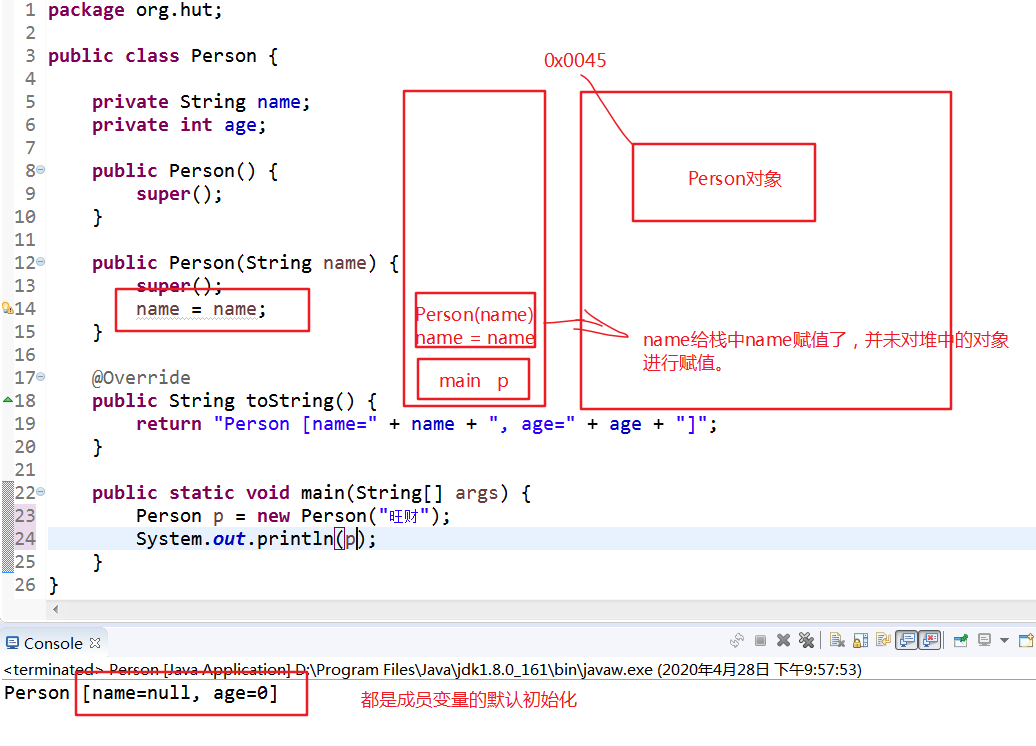 1 package org.hut;
2
3 public class Person {
4
0x0045
5 private String name;
6 private int age;
7
8 public Person() {
Person对象
9 super();
10 }
11
12 public Person(String name) {
13 super();
14 name = name;
Person(name)
15 }
name = name
name给栈中name赋值了，并未对堆中的对象
进行赋值。
16
17 @Override
main p
18 public String toString() {
19 return "Person [name=" + name + ", age=" + age + "]";
20 }
21
22 public static void main(String[] args) {
23 Person p = new Person("旺财");
24 System.out.println(p);
25 }
26 }
Console
<terminated> Person [Java Application] D:\Program Files\Java\jdk1.8.0_161\bin\javaw.exe (2020年4月28日 下午9:57:53)
Person [name=null, age=0]
都是成员变量的默认初始化